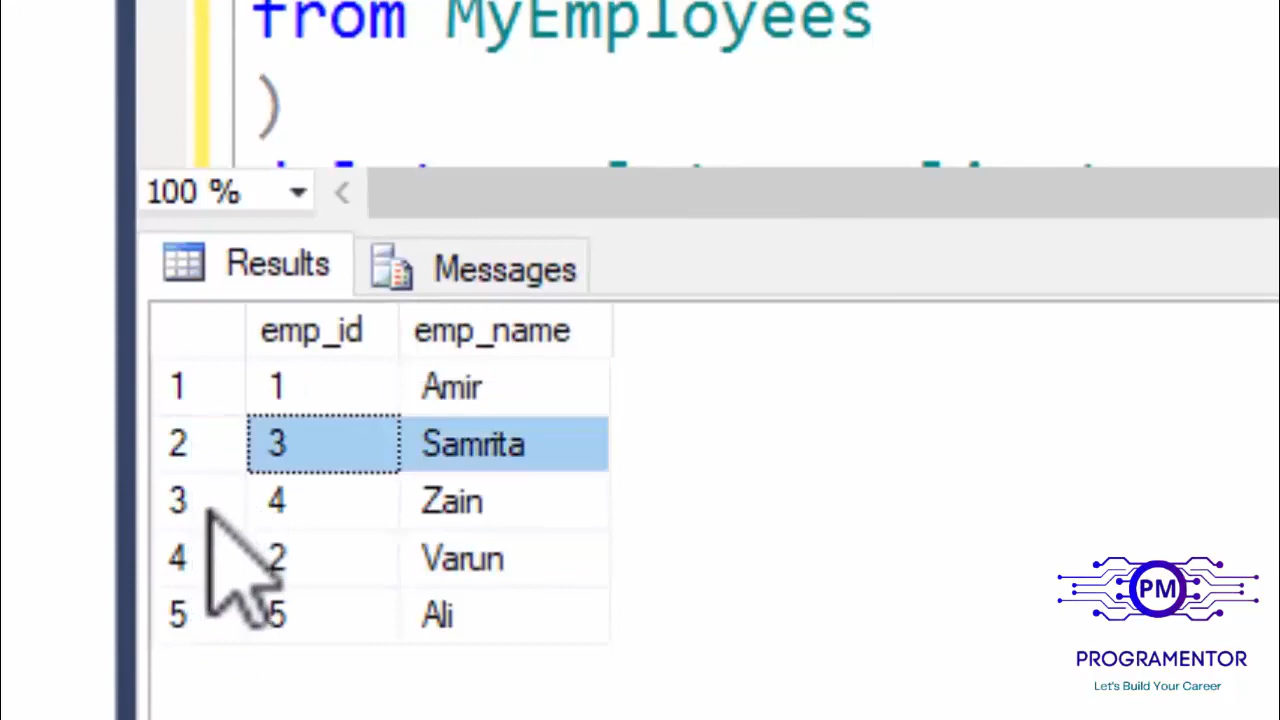 from MyEmployees
)
100 %
Results Messages
emp_id emp_name
1 1 Amir
2 3 Samrita
3 4 Zain
4 2 Varun
5 5 Ali
PM
PROGRAMENTOR
Let's Build Your Career